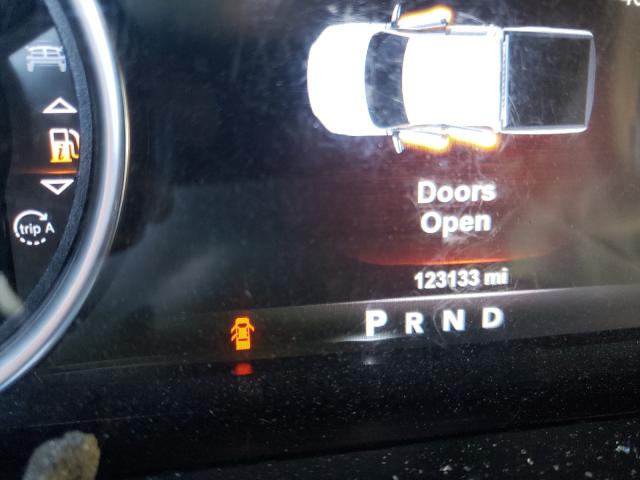 Doors
Open
trip A
123133 mi
P R N D